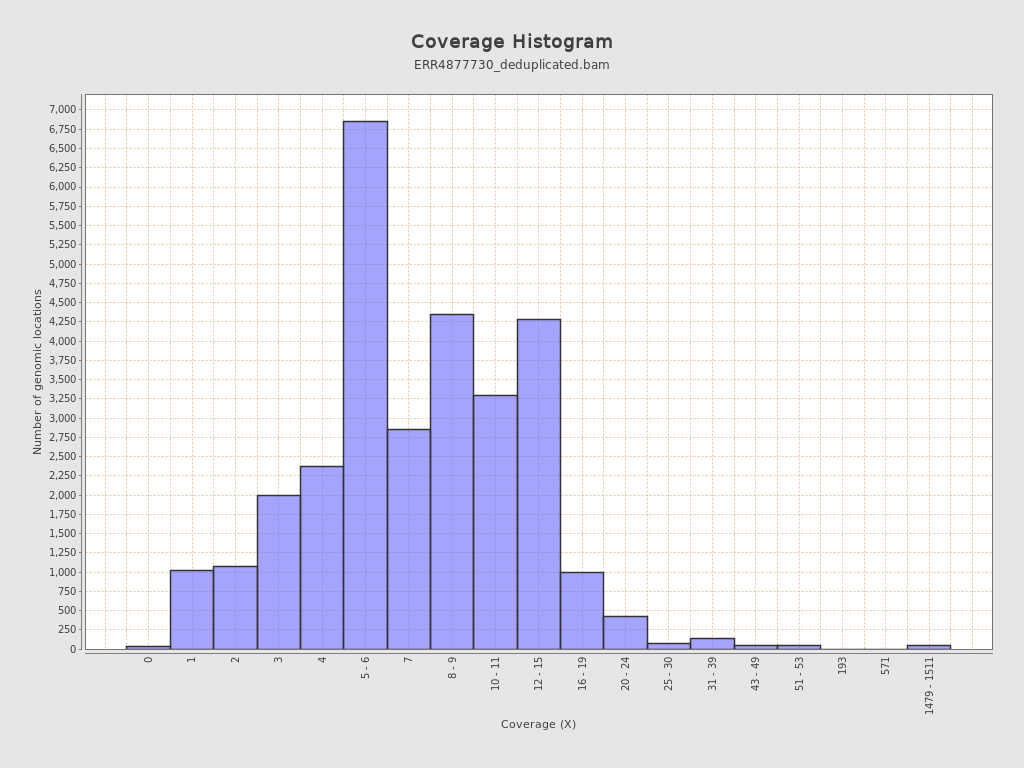 Coverage Histogram
ERR4877730_deduplicated.bam
Number of genomic locations
7,000
6,750
6,500
6,250
6,000
5,750
5,500
5,250
5,000
4,750
4,500
4,250
4,000
3,750
3,500
3,250
3,000
2,750
2,500
2,250
2,000
1,750
1,500
1,250
1,000
750
500
250
0
0
1
2
3
4
5 - 6
7
8 - 9
10 - 11
12 - 15
16 - 19
20 - 24
25 - 30
31 - 39
43 - 49
51 - 53
193
571
1479 - 1511
Coverage (X)